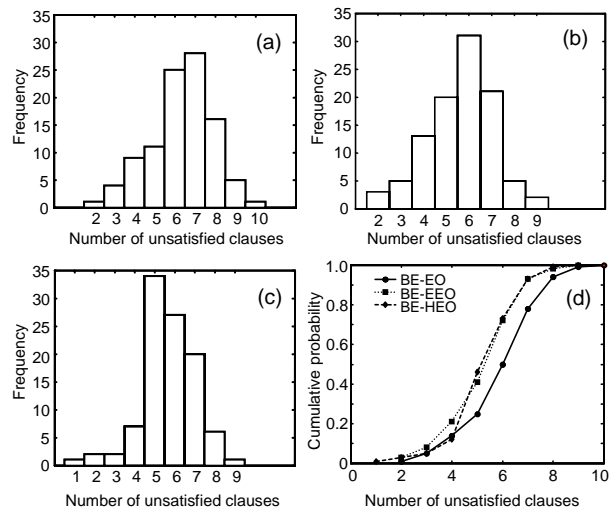 35
30
25
20
15
10
5
0
Frequency
(a)
2 3 4 5 6 7 8 9 10
Number of unsatisfied clauses
35
30
25
20
15
10
5
0
Frequency
(b)
2 3 4 5 6 7 8 9
Number of unsatisfied clauses
35
30
25
20
15
10
5
0
Frequency
(c)
1 2 3 4 5 6 7 8 9
Number of unsatisfied clauses
1.0
0.8
0.6
0.4
0.2
0
Cumulative probability
BE-EO
BE-EEO
BE-HEO
(d)
0 2 4 6 8 10
Number of unsatisfied clauses